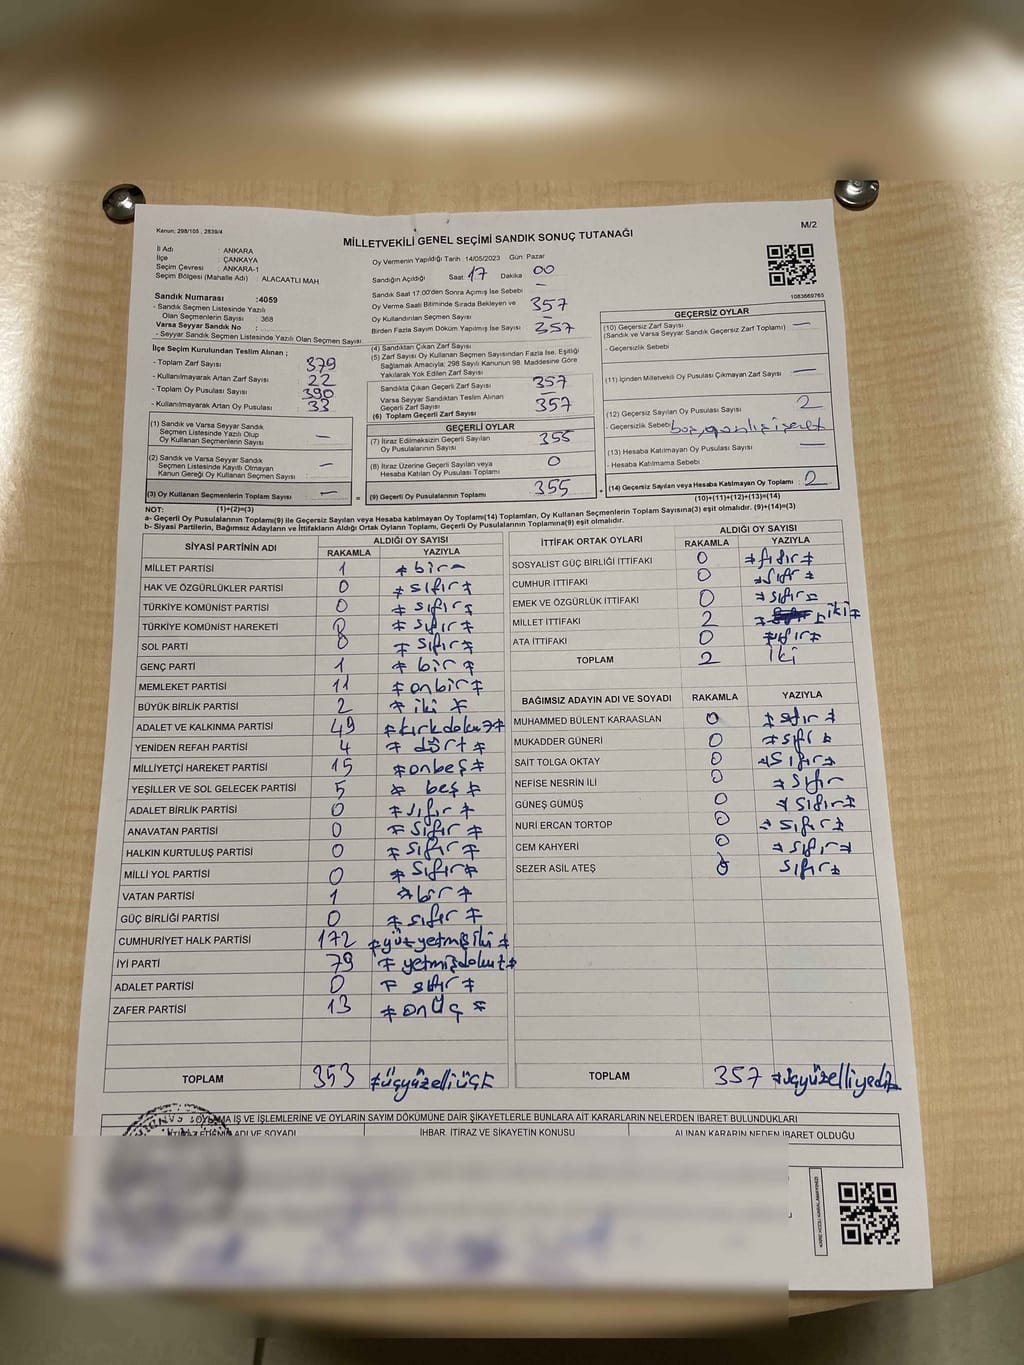 Kanun; 298/105 , 2839/4
M/2
MİLLETVEKİLİ GENEL SEÇİMİ SANDIK SONUÇ TUTANAĞI
İl Adı : ANKARA
İlçe : ÇANKAYA
Seçim Çevresi : ANKARA-1
Seçim Bölgesi (Mahalle Adı) : ALACAATLI MAH
Oy Vermenin Yapıldığı Tarih : 14/05/2023 Gün: Pazar
Sandığın Açıldığı Saat: 17 Dakika 00
Sandık Saat 17:00'den Sonra Açımış İse Sebebi —
Oy Verme Saati Bitiminde Sırada Bekleyen ve
Oy Kullandırılan Seçmen Sayısı : 357
Birden Fazla Sayım Döküm Yapılmış İse Sayısı —
1083669765
Sandık Numarası :4059
- Sandık Seçmen Listesinde Yazılı
Olan Seçmenlerin Sayısı : 368
Varsa Seyyar Sandık No :
- Seyyar Sandık Seçmen Listesinde Yazılı Olan Seçmen Sayısı
İlçe Seçim Kurulundan Teslim Alınan ;
- Toplam Zarf Sayısı : 379
- Kullanılmayarak Artan Zarf Sayısı : 22
- Toplam Oy Pusulası Sayısı : 390
- Kullanılmayarak Artan Oy Pusulası : 33
(1) Sandık ve Varsa Seyyar Sandık
Seçmen Listesinde Yazılı Olup
Oy Kullanan Seçmenlerin Sayısı —
(2) Sandık ve Varsa Seyyar Sandık
Seçmen Listesinde Kayıtlı Olmayan
Kanun Gereği Oy Kullanan Seçmen Sayısı : —
(3) Oy Kullanan Seçmenlerin Toplam Sayısı : —
(4) Sandıktan Çıkan Zarf Sayısı : 357
(5) Zarf Sayısı Oy Kullanan Seçmen Sayısından Fazla İse, Eşitliği
Sağlamak Amacıyla; 298 Sayılı Kanunun 98. Maddesine Göre
Yakılarak Yok Edilen Zarf Sayısı :
Sandıkta Çıkan Geçerli Zarf Sayısı : 357
Varsa Seyyar Sandıktan Teslim Alınan
Geçerli Zarf Sayısı :
(6) Toplam Geçerli Zarf Sayısı : 357
GEÇERLİ OYLAR
(7) İtiraz Edilmeksizin Geçerli Sayılan
Oy Pusulalarının Sayısı : 355
(8) İtiraz Üzerine Geçerli Sayılan veya
Hesaba Katılan Oy Pusulası Toplamı : 0
(9) Geçerli Oy Pusulalarının Toplamı : 355
GEÇERSİZ OYLAR
(10) Geçersiz Zarf Sayısı : —
(Sandık ve Varsa Seyyar Sandık Geçersiz Zarf Toplamı)
- Geçersizlik Sebebi
(11) İçinden Milletvekili Oy Pusulası Çıkmayan Zarf Sayısı : —
(12) Geçersiz Sayılan Oy Pusulası Sayısı : 2
- Geçersizlik Sebebi
(13) Hesaba Katılmayan Oy Pusulası Sayısı : —
- Hesaba Katılmama Sebebi
(14) Geçersiz Sayılan veya Hesaba Katılmayan Oy Toplamı : 2
NOT: (1)+(2)=(3)
(10)+(11)+(12)+(13)=(14)
a- Geçerli Oy Pusulaları Toplamı(9) ile Geçersiz Sayılan veya Hesaba katılmayan Oy Toplamı(14) Toplamları, Oy Kullanan Seçmenlerin Toplam Sayısına(3) eşit olmalıdır. (9)+(14)=(3)
b- Siyasi Partilerin, Bağımsız Adayların ve İttifakların Aldığı Ortak Oyların Toplamı, Geçerli Oy Pusulalarının Toplamına(9) eşit olmalıdır.
SİYASİ PARTİNİN ADI ALDIĞI OY SAYISI
RAKAMLA YAZIYLA
MİLLET PARTİSİ 1 bir
HAK VE ÖZGÜRLÜKLER PARTİSİ 0 sıfır
TÜRKİYE KOMÜNİST PARTİSİ 0 sıfır
TÜRKİYE KOMÜNİST HAREKETİ 0 sıfır
SOL PARTİ 0 sıfır
GENÇ PARTİ 1 bir
MEMLEKET PARTİSİ 11 onbir
BÜYÜK BİRLİK PARTİSİ 2 iki
ADALET VE KALKINMA PARTİSİ 49 kırkdokuz
YENİDEN REFAH PARTİSİ 4 dört
MİLLİYETÇİ HAREKET PARTİSİ 15 onbeş
YEŞİLLER VE SOL GELECEK PARTİSİ 5 beş
ADALET BİRLİK PARTİSİ 0 sıfır
ANAVATAN PARTİSİ 0 sıfır
HALKIN KURTULUŞ PARTİSİ 0 sıfır
MİLLİ YOL PARTİSİ 0 sıfır
VATAN PARTİSİ 1 bir
GÜÇ BİRLİĞİ PARTİSİ 0 sıfır
CUMHURİYET HALK PARTİSİ 172 yüzyetmişiki
İYİ PARTİ 79 yetmişdokuz
ADALET PARTİSİ 0 sıfır
ZAFER PARTİSİ 13 onüç
TOPLAM 353 üçyüzelliüç
İTTİFAK ORTAK OYLARI ALDIĞI OY SAYISI
RAKAMLA YAZIYLA
SOSYALİST GÜÇ BİRLİĞİ İTTİFAKI 0 sıfır
CUMHUR İTTİFAKI 0 sıfır
EMEK VE ÖZGÜRLÜK İTTİFAKI 0 sıfır
MİLLET İTTİFAKI 2 iki
ATA İTTİFAKI 0 sıfır
TOPLAM 2 iki
BAĞIMSIZ ADAYIN ADI VE SOYADI RAKAMLA YAZIYLA
MUHAMMED BÜLENT KARAASLAN 0 sıfır
MUKADDER GÜNERİ 0 sıfır
SAİT TOLGA OKTAY 0 sıfır
NEFİSE NESRİN İLİ 0 sıfır
GÜNEŞ GÜMÜŞ 0 sıfır
NURİ ERCAN TORTOP 0 sıfır
CEM KAHYERİ 0 sıfır
SEZER ASİL ATEŞ 0 sıfır
TOPLAM 357 üçyüzelliyedi
İŞ VE İŞLEMLERİNE VE OYLARIN SAYIM DÖKÜMÜNE DAİR ŞİKAYETLERLE BUNLARA AİT KARARLARIN NELERDEN İBARET BULUNDUKLARI
ADI VE SOYADI İHBAR, İTİRAZ VE ŞİKAYETİN KONUSU ALINAN KARARIN NEDEN İBARET OLDUĞU